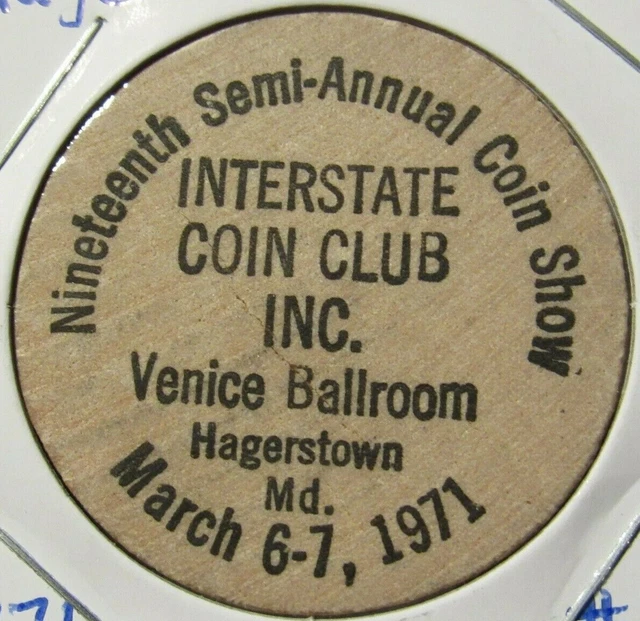 Nineteenth Semi-Annual Coin Show
INTERSTATE
COIN CLUB
INC.
Venice Ballroom
Hagerstown
Md.
March 6-7, 1971